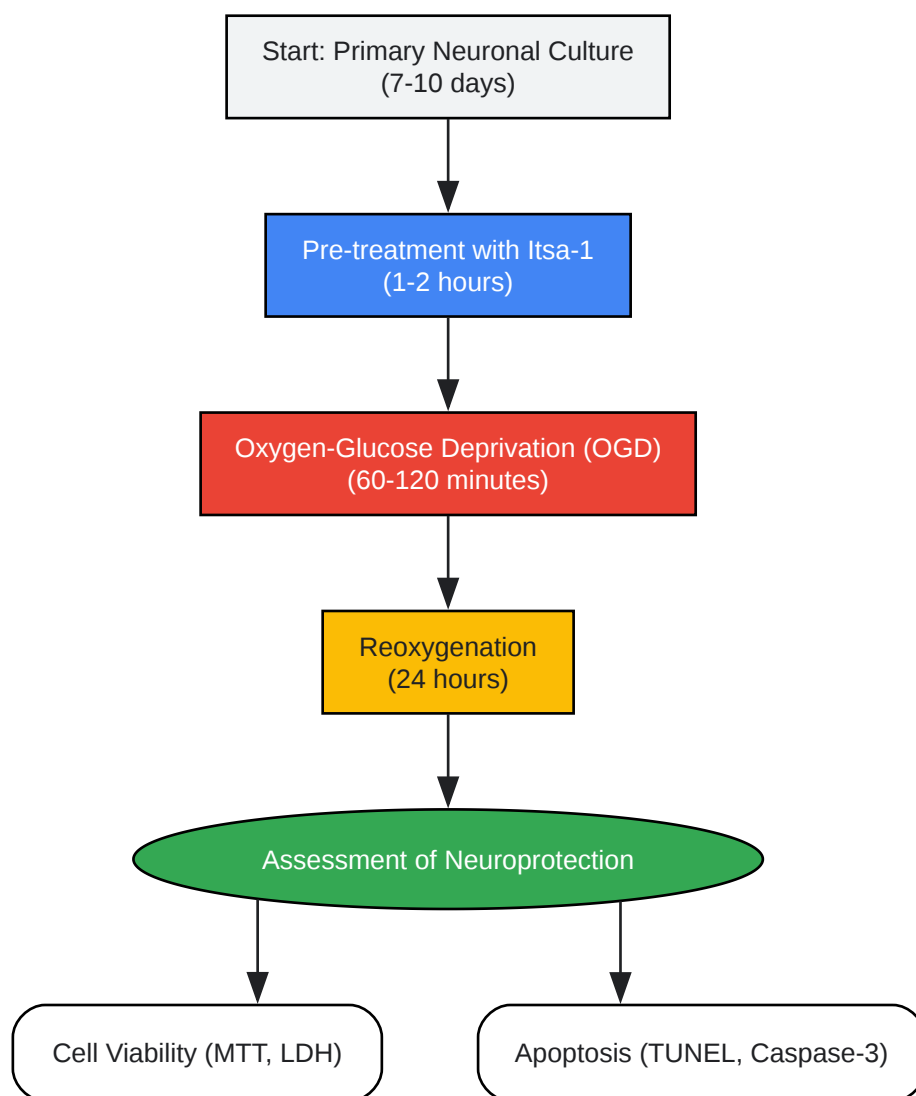 Start: Primary Neuronal Culture
(7-10 days)
Pre-treatment with Itsa-1
(1-2 hours)
Oxygen-Glucose Deprivation (OGD)
(60-120 minutes)
Reoxygenation
(24 hours)
Assessment of Neuroprotection
Cell Viability (MTT, LDH)
Apoptosis (TUNEL, Caspase-3)